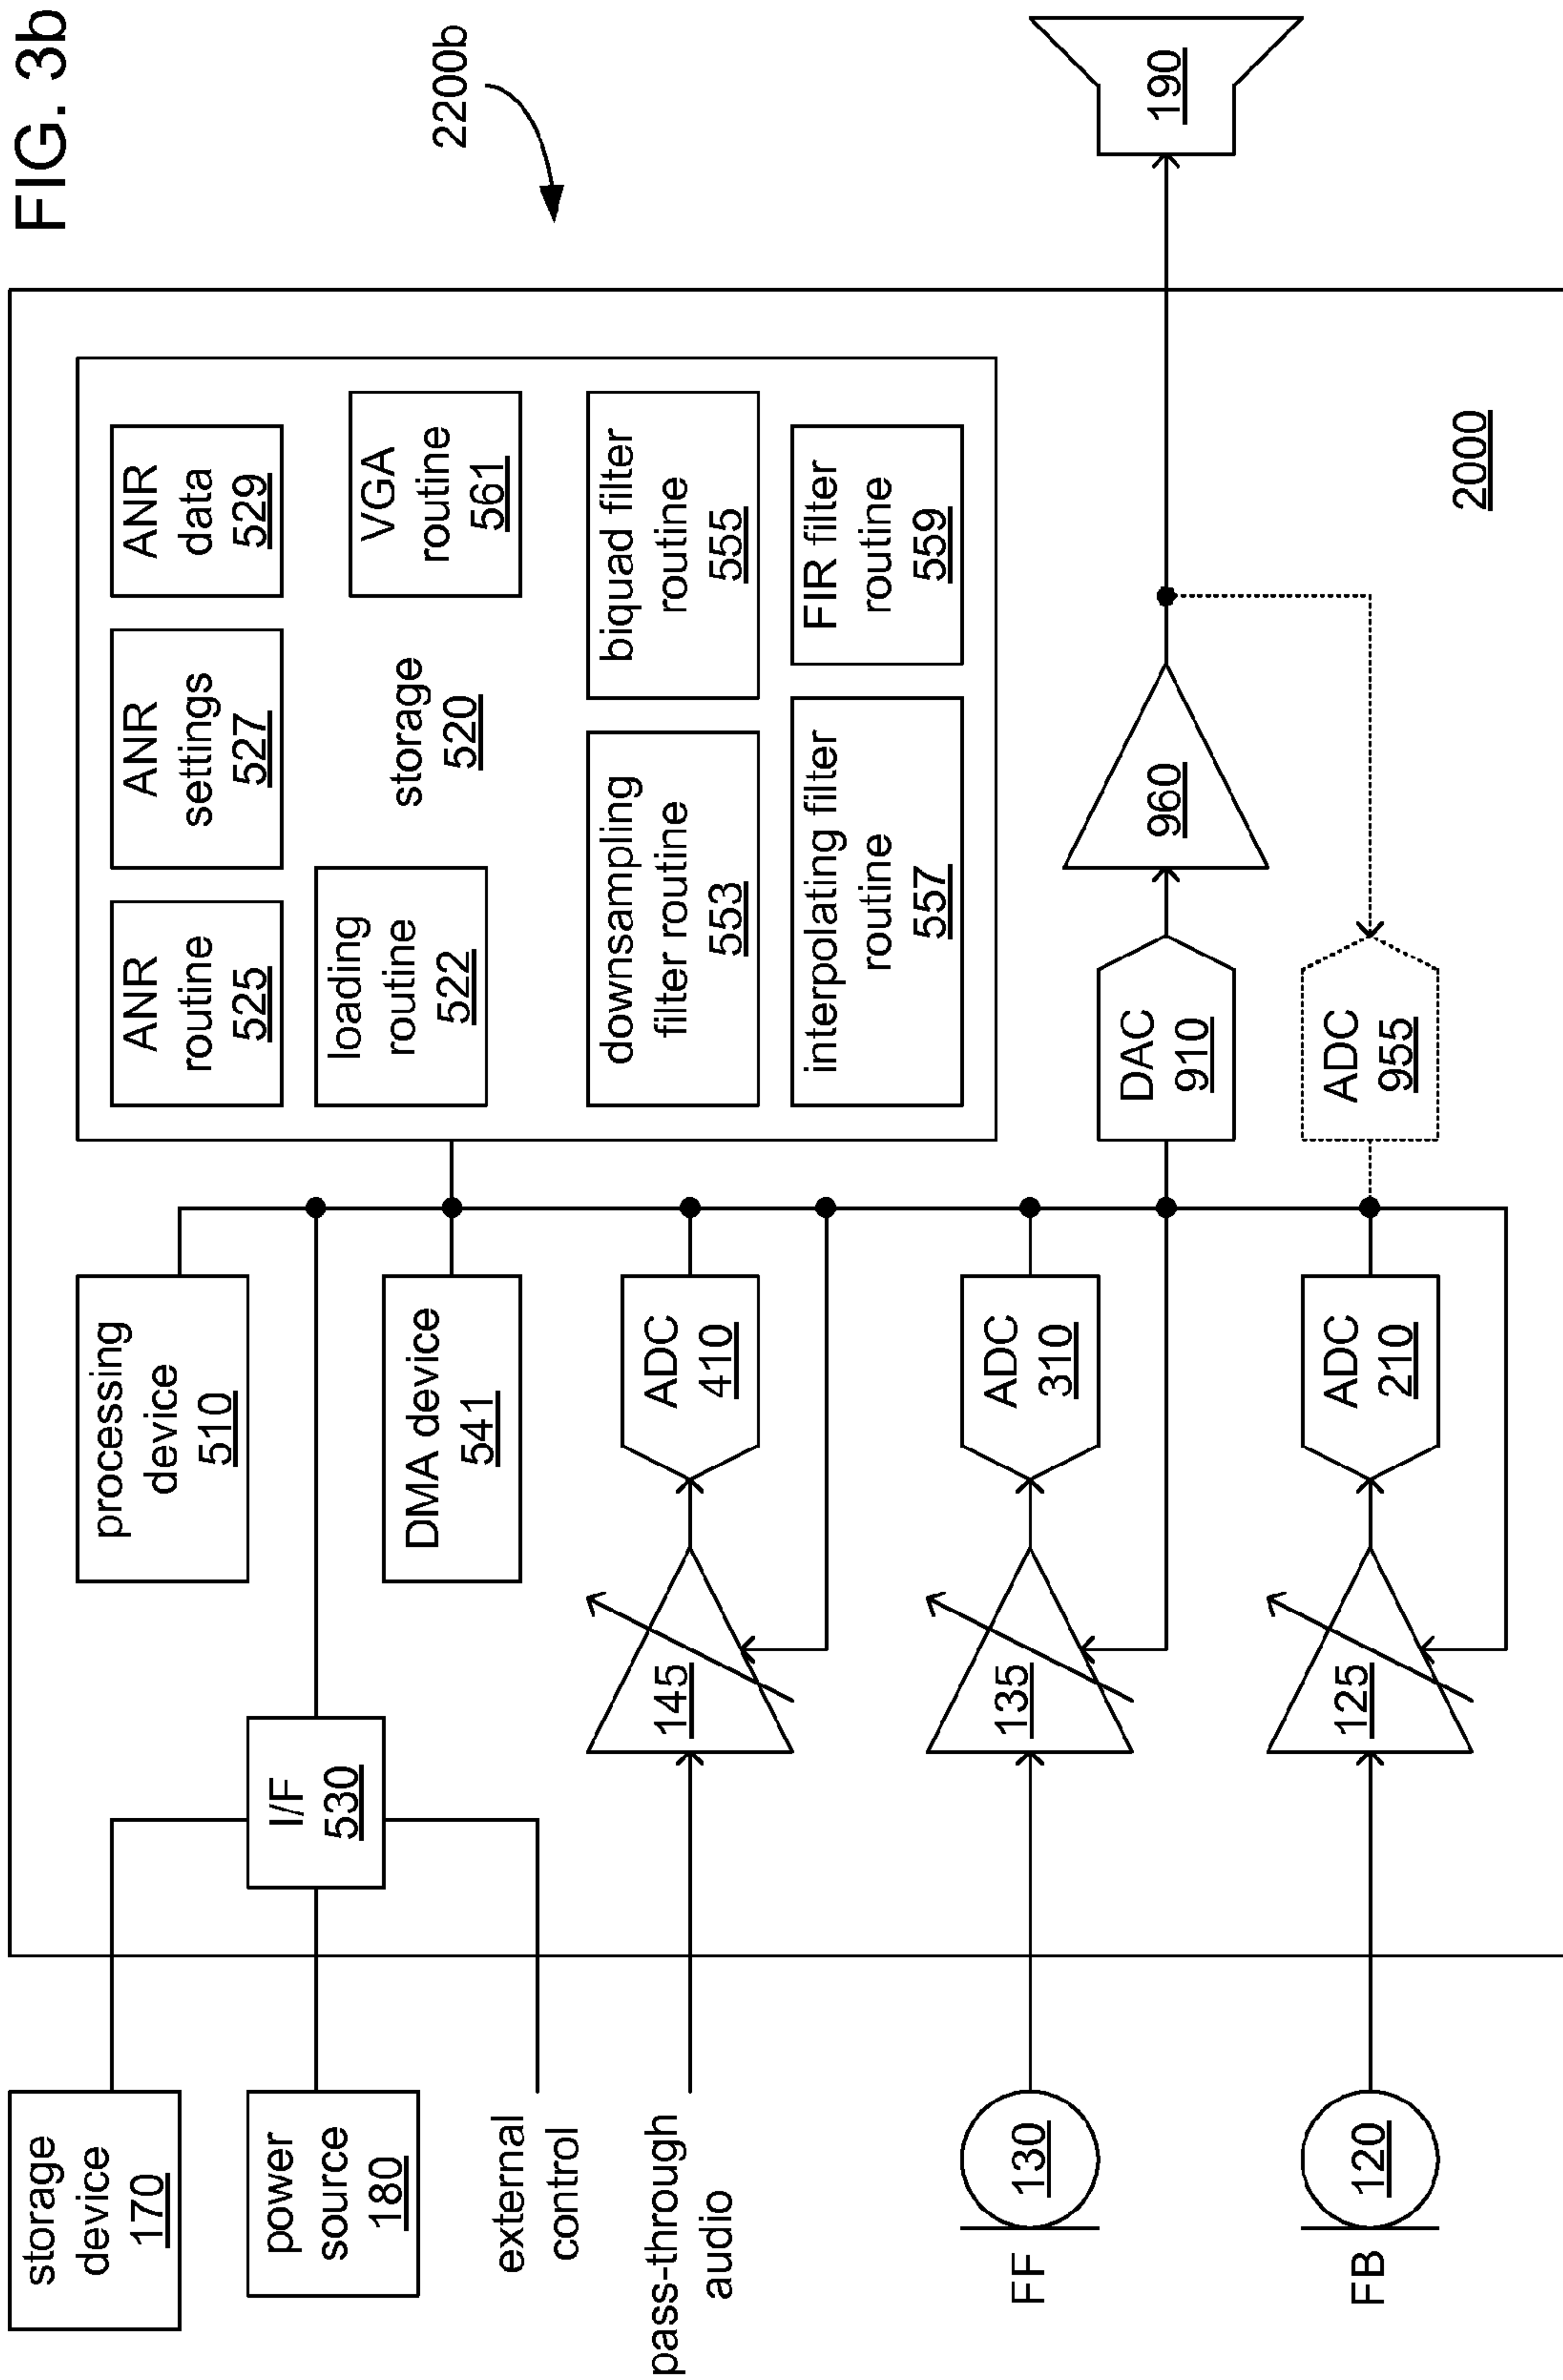 FIG. 3b
2200b
storage
device
170
power
source
180
external
control
pass-through
audio
FF
130
FB
120
I/F
530
processing
device
510
DMA device
541
145
ADC
410
135
ADC
310
125
ADC
210
ANR
routine
525
ANR
settings
527
ANR
data
529
loading
routine
522
storage
520
VGA
routine
561
downsampling
filter routine
553
biquad filter
routine
555
interpolating filter
routine
557
FIR filter
routine
559
DAC
910
960
ADC
955
190
2000